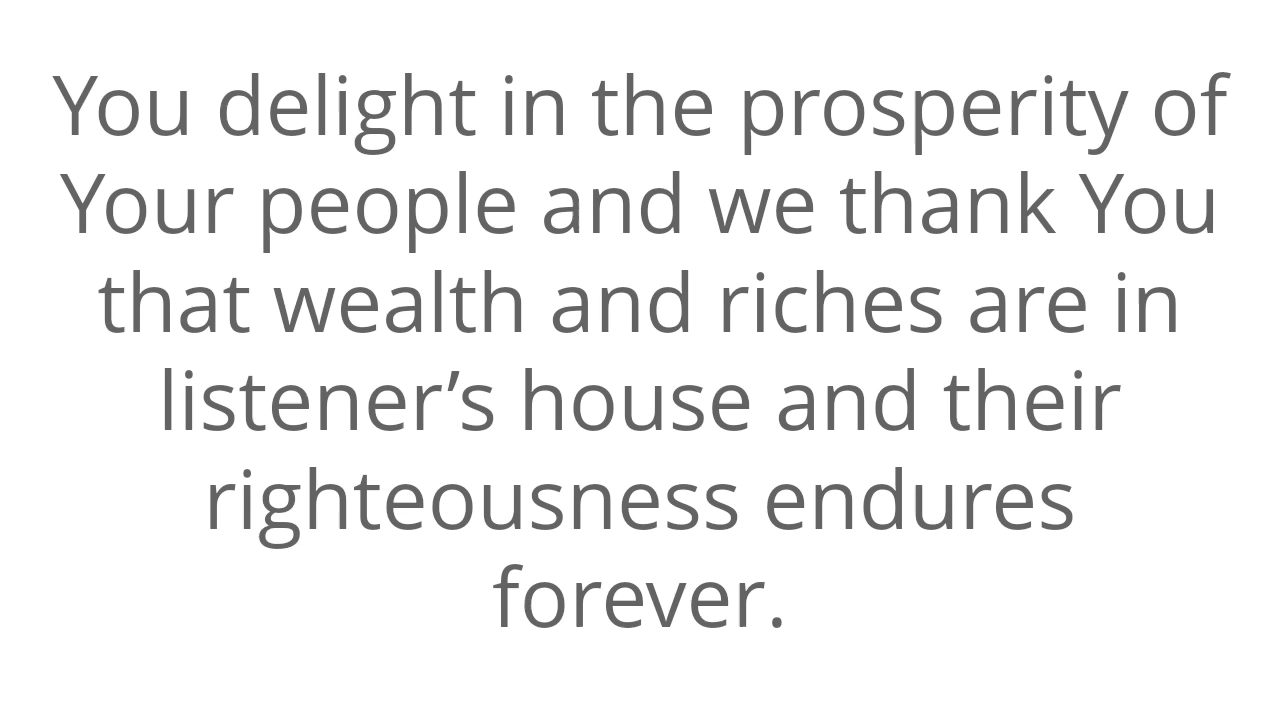 You delight in the prosperity of
Your people and we thank You
that wealth and riches are in
listener’s house and their
righteousness endures
forever.